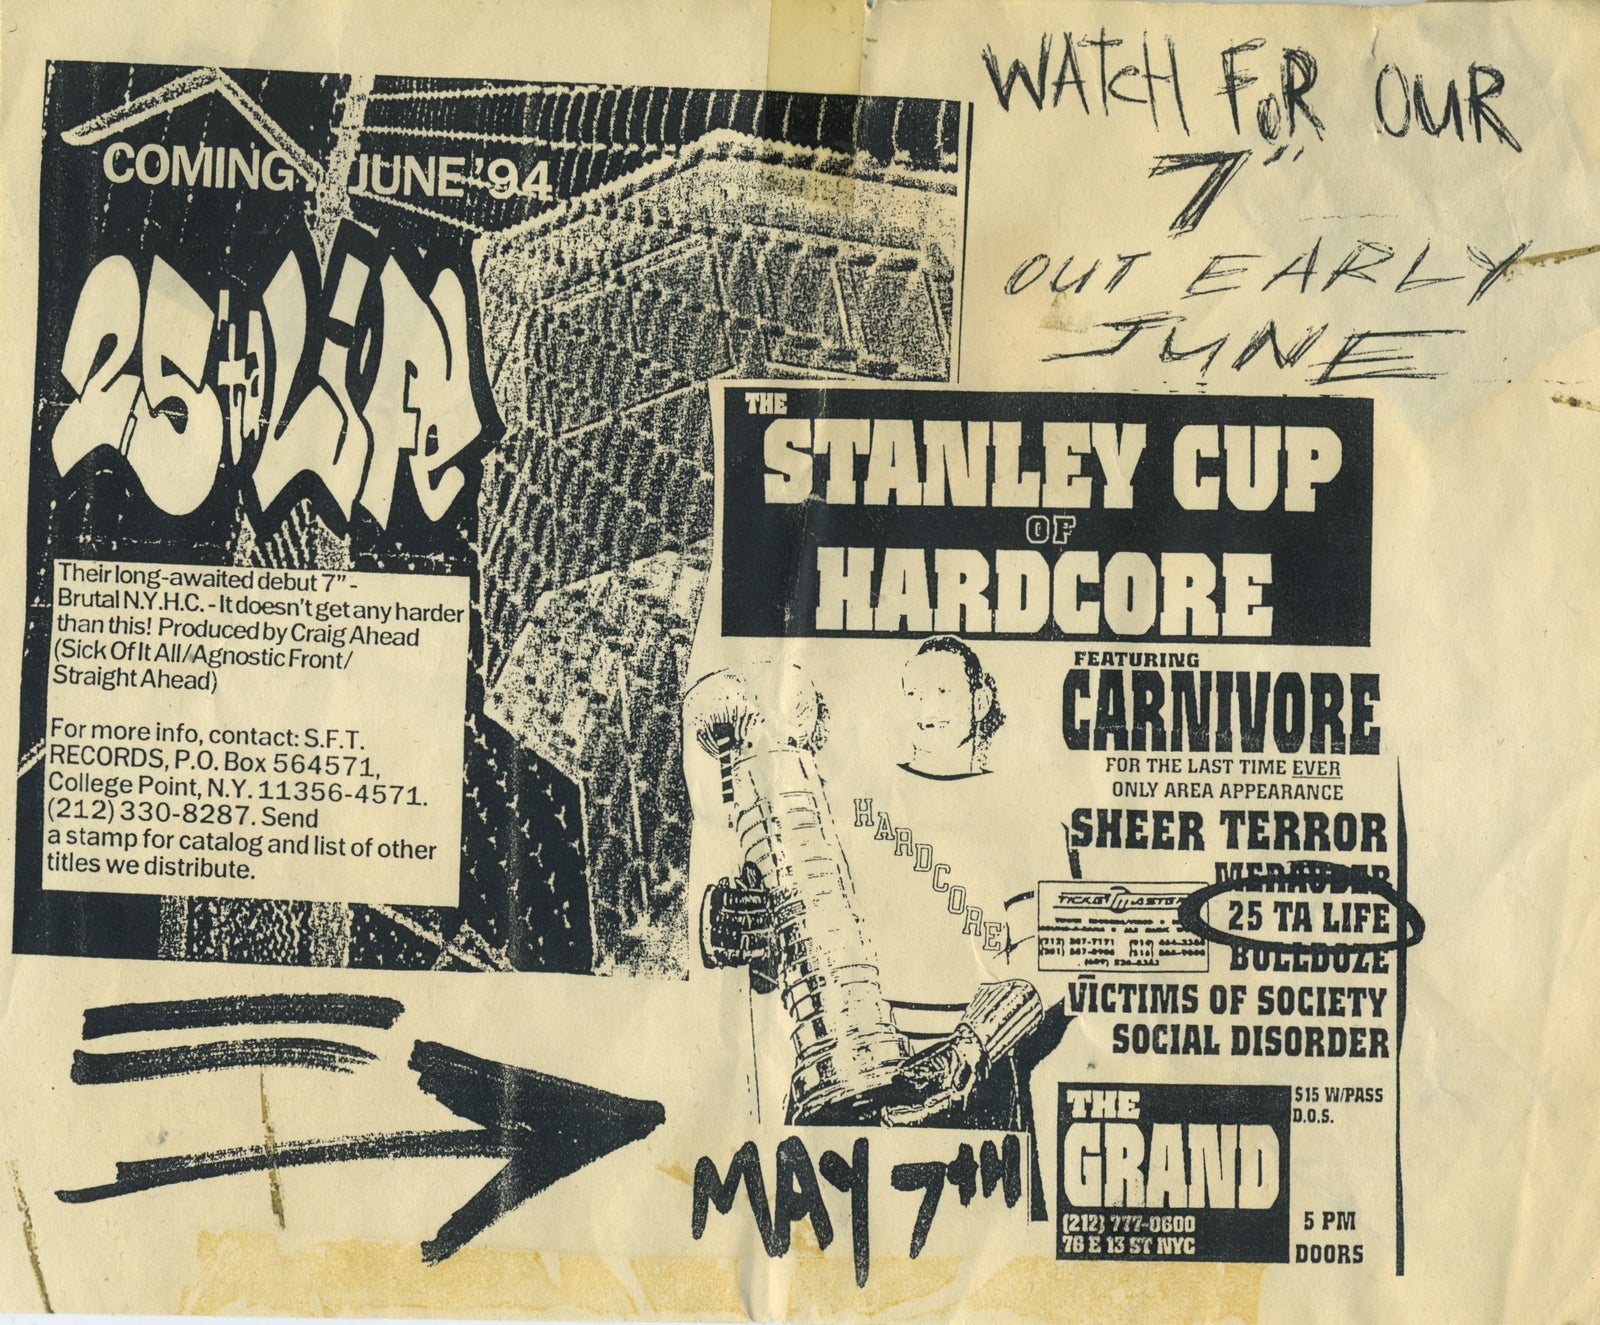 WATCH FOR OUR
7"
OUT EARLY
JUNE
COMING JUNE '94
25 ta Life
Their long-awaited debut 7" -
Brutal N.Y.H.C. - It doesn't get any harder
than this! Produced by Craig Ahead
(Sick Of It All/Agnostic Front/
Straight Ahead)
For more info, contact: S.F.T.
RECORDS, P.O. Box 564571,
College Point, N.Y. 11356-4571.
(212) 330-8287. Send
a stamp for catalog and list of other
titles we distribute.
THE
STANLEY CUP
OF
HARDCORE
FEATURING
CARNIVORE
FOR THE LAST TIME EVER
ONLY AREA APPEARANCE
SHEER TERROR
MERAUDER
25 TA LIFE
BULLDOZE
VICTIMS OF SOCIETY
SOCIAL DISORDER
HARDCORE
TICKETMASTER
MAY 7TH
THE
GRAND
(212) 777-0600
76 E 13 ST NYC
$15 W/PASS
D.O.S.
5 PM
DOORS